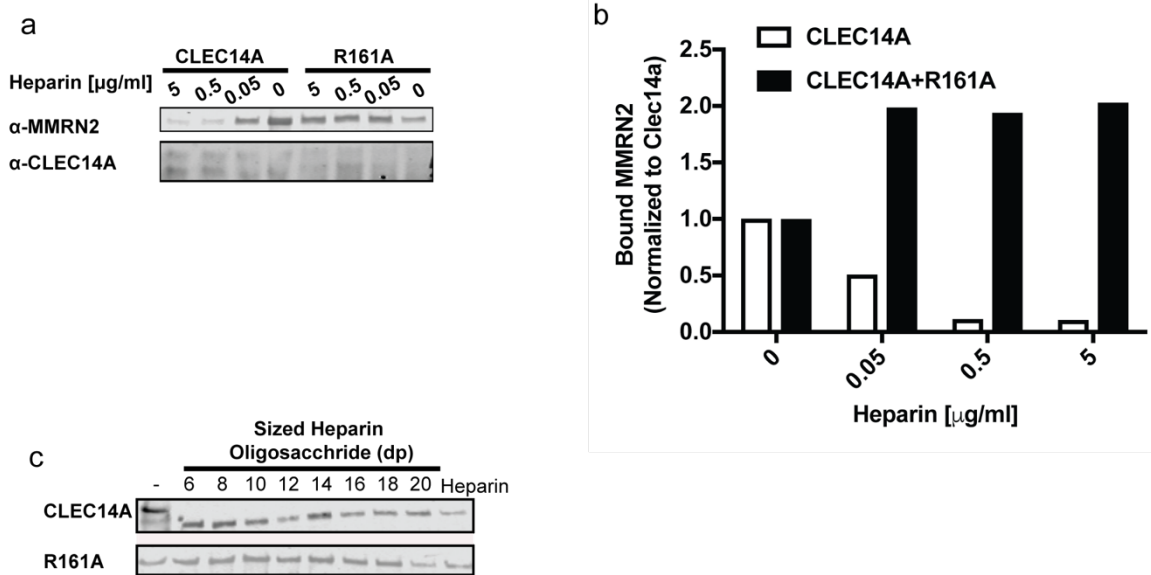 a
CLEC14A R161A
Heparin [µg/ml] 5 0.5 0.05 0 5 0.5 0.05 0
α-MMRN2
α-CLEC14A
b
CLEC14A
CLEC14A+R161A
Bound MMRN2
(Normalized to Clec14a)
2.5
2.0
1.5
1.0
0.5
0.0
0 0.05 0.5 5
Heparin [µg/ml]
c
Sized Heparin
Oligosacchride (dp)
- 6 8 10 12 14 16 18 20 Heparin
CLEC14A
R161A